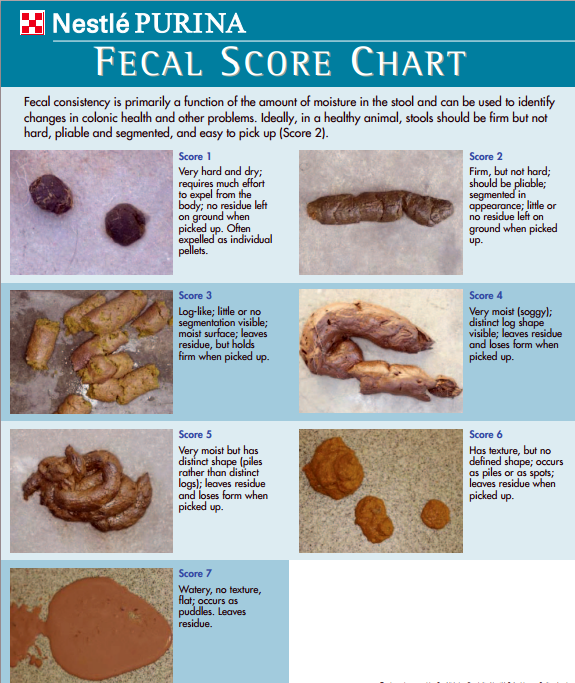 Nestlé PURINA
FECAL SCORE CHART
Fecal consistency is primarily a function of the amount of moisture in the stool and can be used to identify
changes in colonic health and other problems. Ideally, in a healthy animal, stools should be firm but not
hard, pliable and segmented, and easy to pick up (Score 2).
Score 1
Very hard and dry;
requires much effort
to expel from the
body; no residue left
on ground when
picked up. Often
expelled as individual
pellets.
Score 2
Firm, but not hard;
should be pliable;
segmented in
appearance; little or
no residue left on
ground when picked
up.
Score 3
Log-like; little or no
segmentation visible;
moist surface; leaves
residue, but holds
firm when picked up.
Score 4
Very moist (soggy);
distinct log shape
visible; leaves residue
and loses form when
picked up.
Score 5
Very moist but has
distinct shape (piles
rather than distinct
logs); leaves residue
and loses form when
picked up.
Score 6
Has texture, but no
defined shape; occurs
as piles or as spots;
leaves residue when
picked up.
Score 7
Watery, no texture,
flat; occurs as
puddles. Leaves
residue.